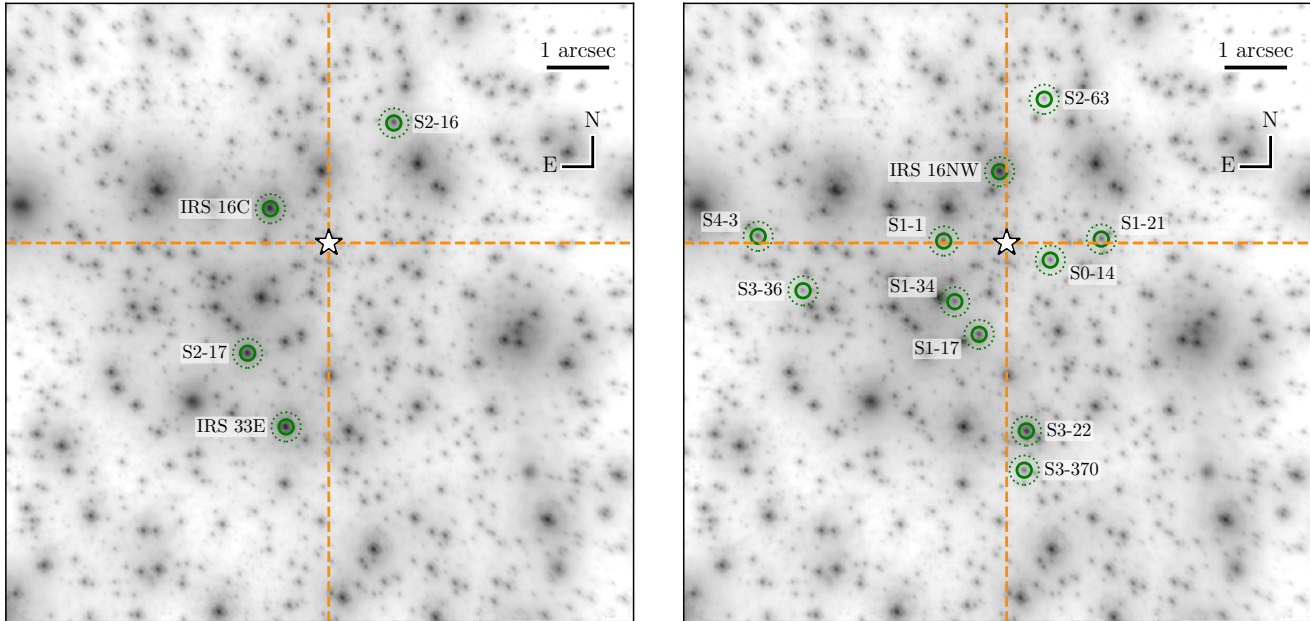 1 arcsec
S2-16
N
E
IRS 16C
S2-17
IRS 33E
1 arcsec
S2-63
N
E
IRS 16NW
S4-3
S1-1
S1-21
S0-14
S3-36
S1-34
S1-17
S3-22
S3-370